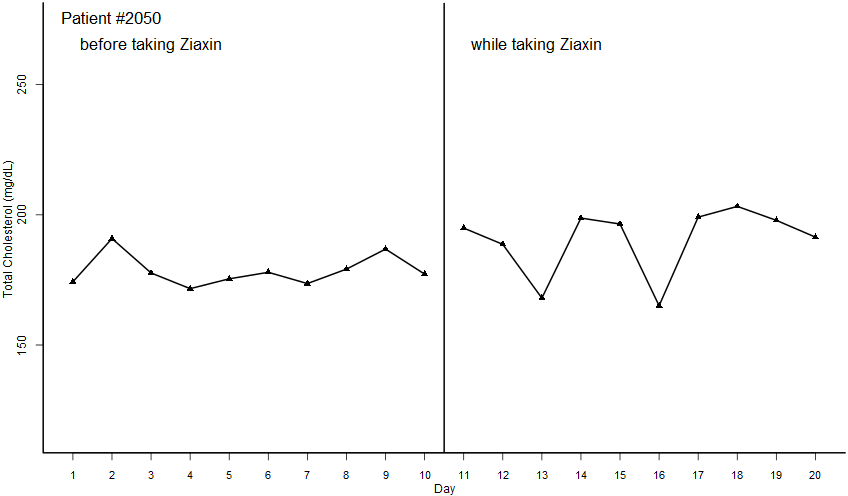 Patient #2050
before taking Ziaxin
while taking Ziaxin
250
200
150
Total Cholesterol (mg/dL)
1 2 3 4 5 6 7 8 9 10 11 12 13 14 15 16 17 18 19 20
Day